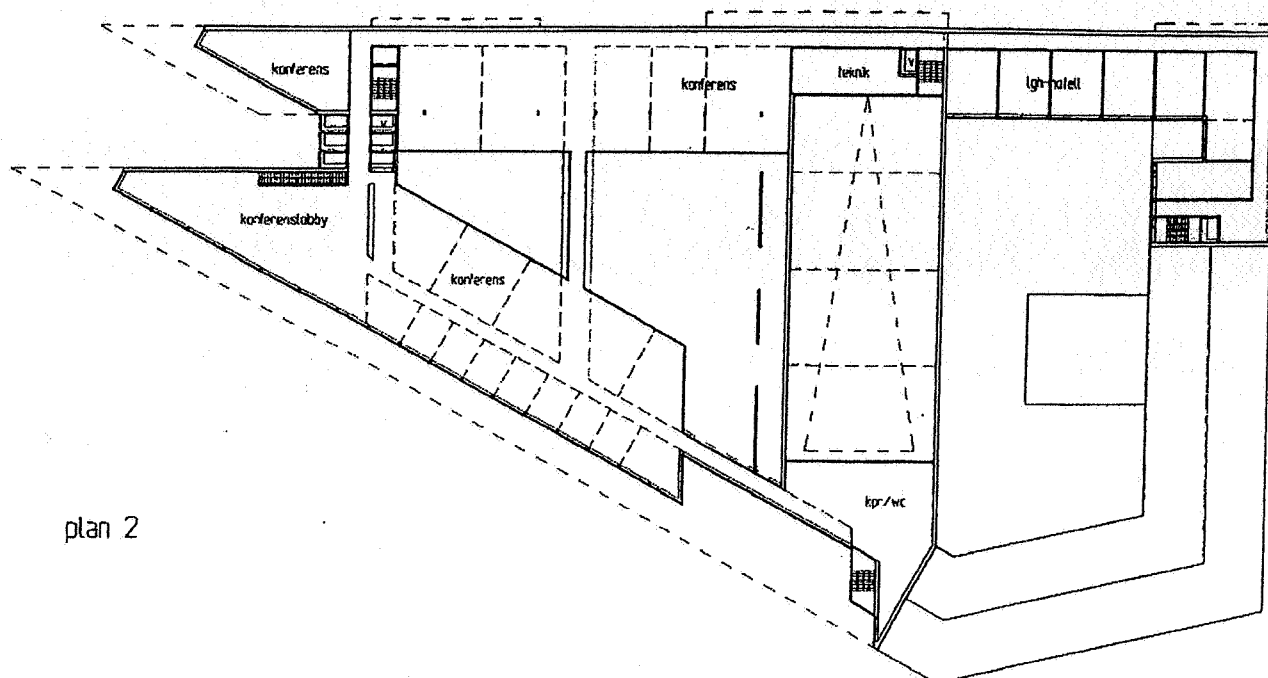 konferens
konferens
teknik
v
lgh-hotell
v
konferenslobby
konferens
kpr/wc
plan 2